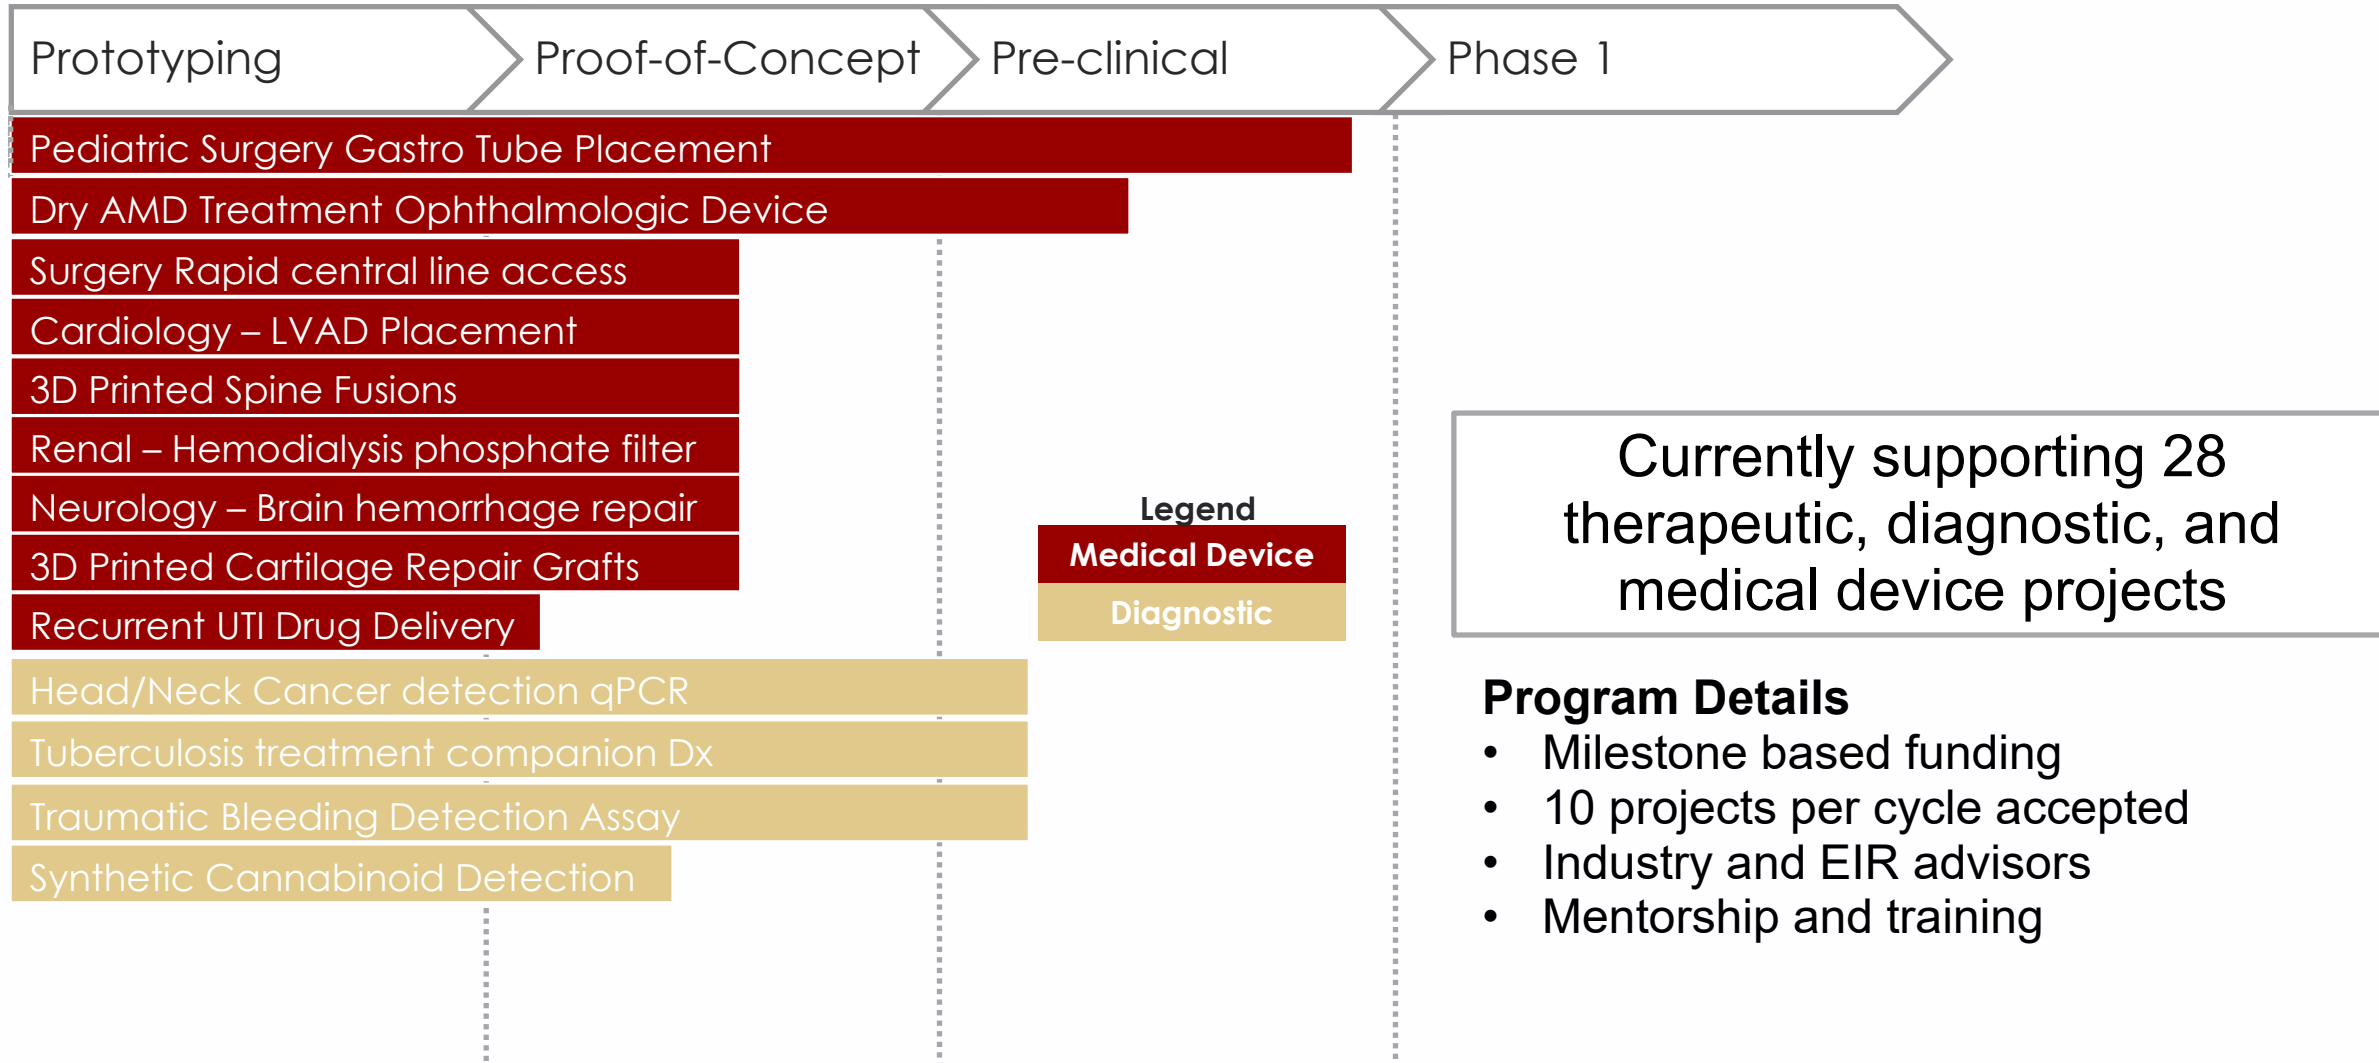 Prototyping
Proof-of-Concept
Pre-clinical
Phase 1
Pediatric Surgery Gastro Tube Placement
Dry AMD Treatment Ophthalmologic Device
Surgery Rapid central line access
Cardiology – LVAD Placement
3D Printed Spine Fusions
Renal – Hemodialysis phosphate filter
Neurology – Brain hemorrhage repair
3D Printed Cartilage Repair Grafts
Recurrent UTI Drug Delivery
Head/Neck Cancer detection qPCR
Tuberculosis treatment companion Dx
Traumatic Bleeding Detection Assay
Synthetic Cannabinoid Detection
Legend
Medical Device
Diagnostic
Currently supporting 28
therapeutic, diagnostic, and
medical device projects
Program Details
• Milestone based funding
• 10 projects per cycle accepted
• Industry and EIR advisors
• Mentorship and training